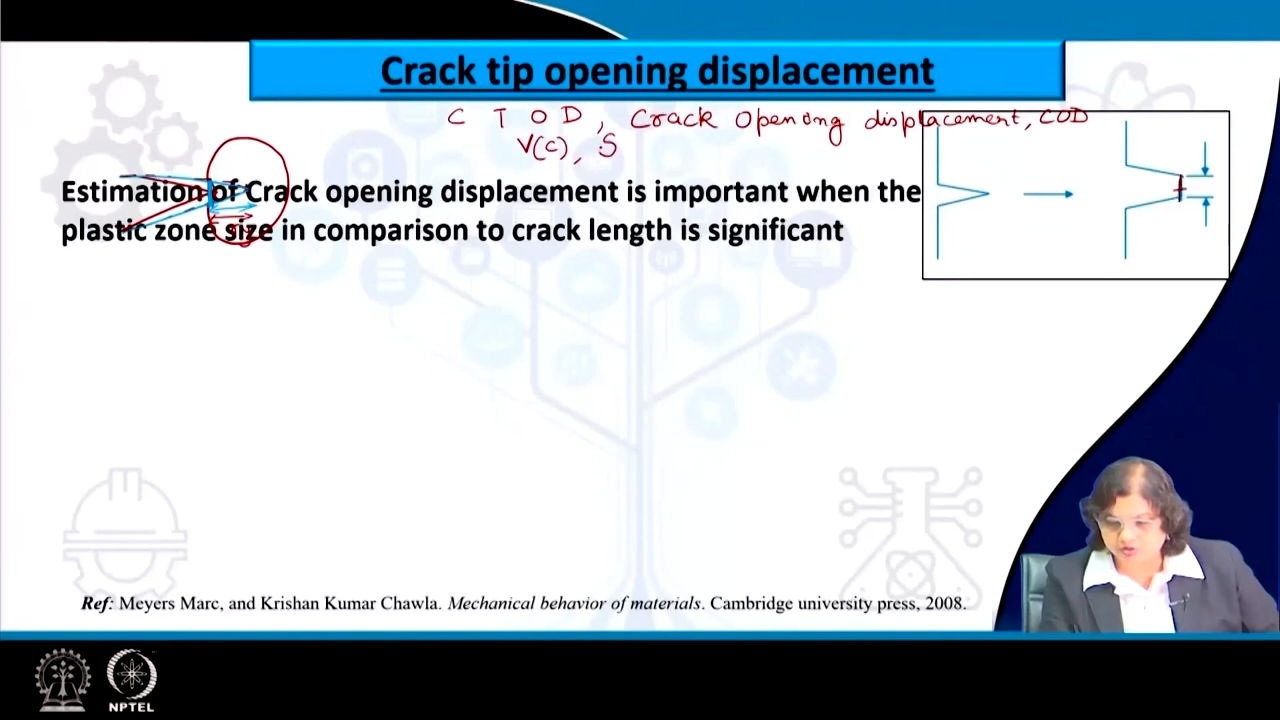 Crack tip opening displacement
C T O D, Crack Opening displacement, COD
V(c), S
Estimation of Crack opening displacement is important when the
plastic zone size in comparison to crack length is significant
Ref: Meyers Marc, and Krishan Kumar Chawla. Mechanical behavior of materials. Cambridge university press, 2008.
NPTEL